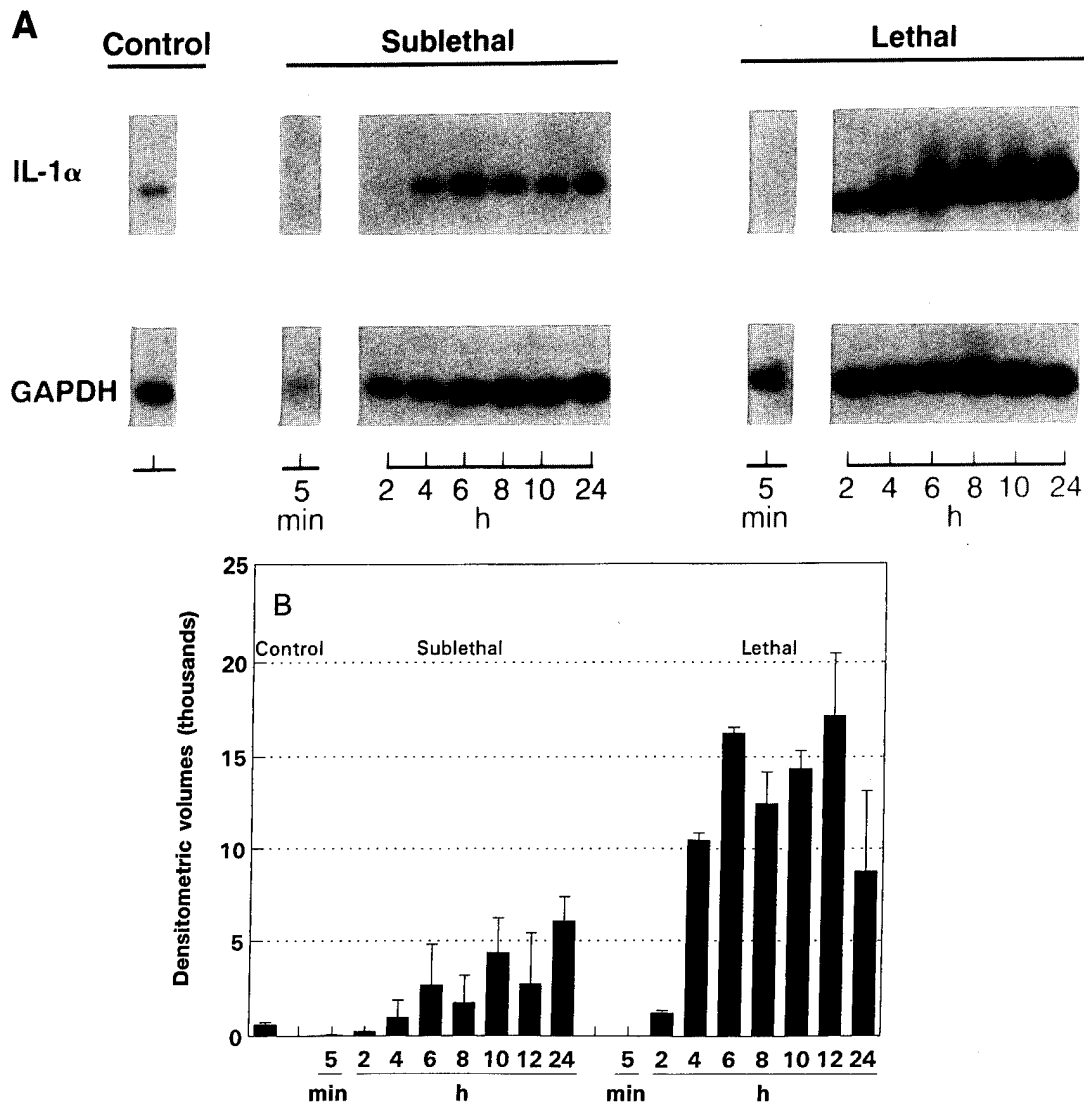 A
Control Sublethal Lethal
IL-1α
GAPDH
5 2 4 6 8 10 24 5 2 4 6 8 10 24
min h min h
25
B
Control Sublethal Lethal
20
15
10
5
0
Densitometric volumes (thousands)
5 2 4 6 8 10 12 24 5 2 4 6 8 10 12 24
min h min h